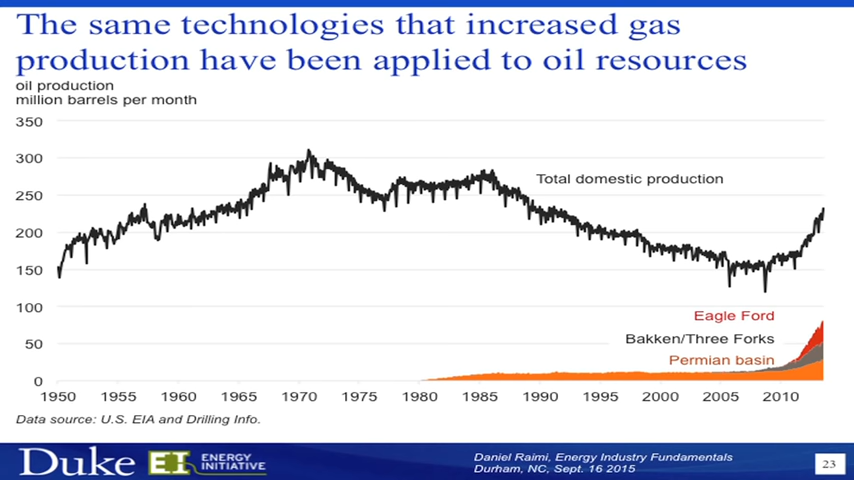 The same technologies that increased gas
production have been applied to oil resources
oil production
million barrels per month
350
300
250
200
150
100
50
0
Total domestic production
Eagle Ford
Bakken/Three Forks
Permian basin
1950 1955 1960 1965 1970 1975 1980 1985 1990 1995 2000 2005 2010
Data source: U.S. EIA and Drilling Info.
Duke EI ENERGY
INITIATIVE
Daniel Raimi, Energy Industry Fundamentals
Durham, NC, Sept. 16 2015
23